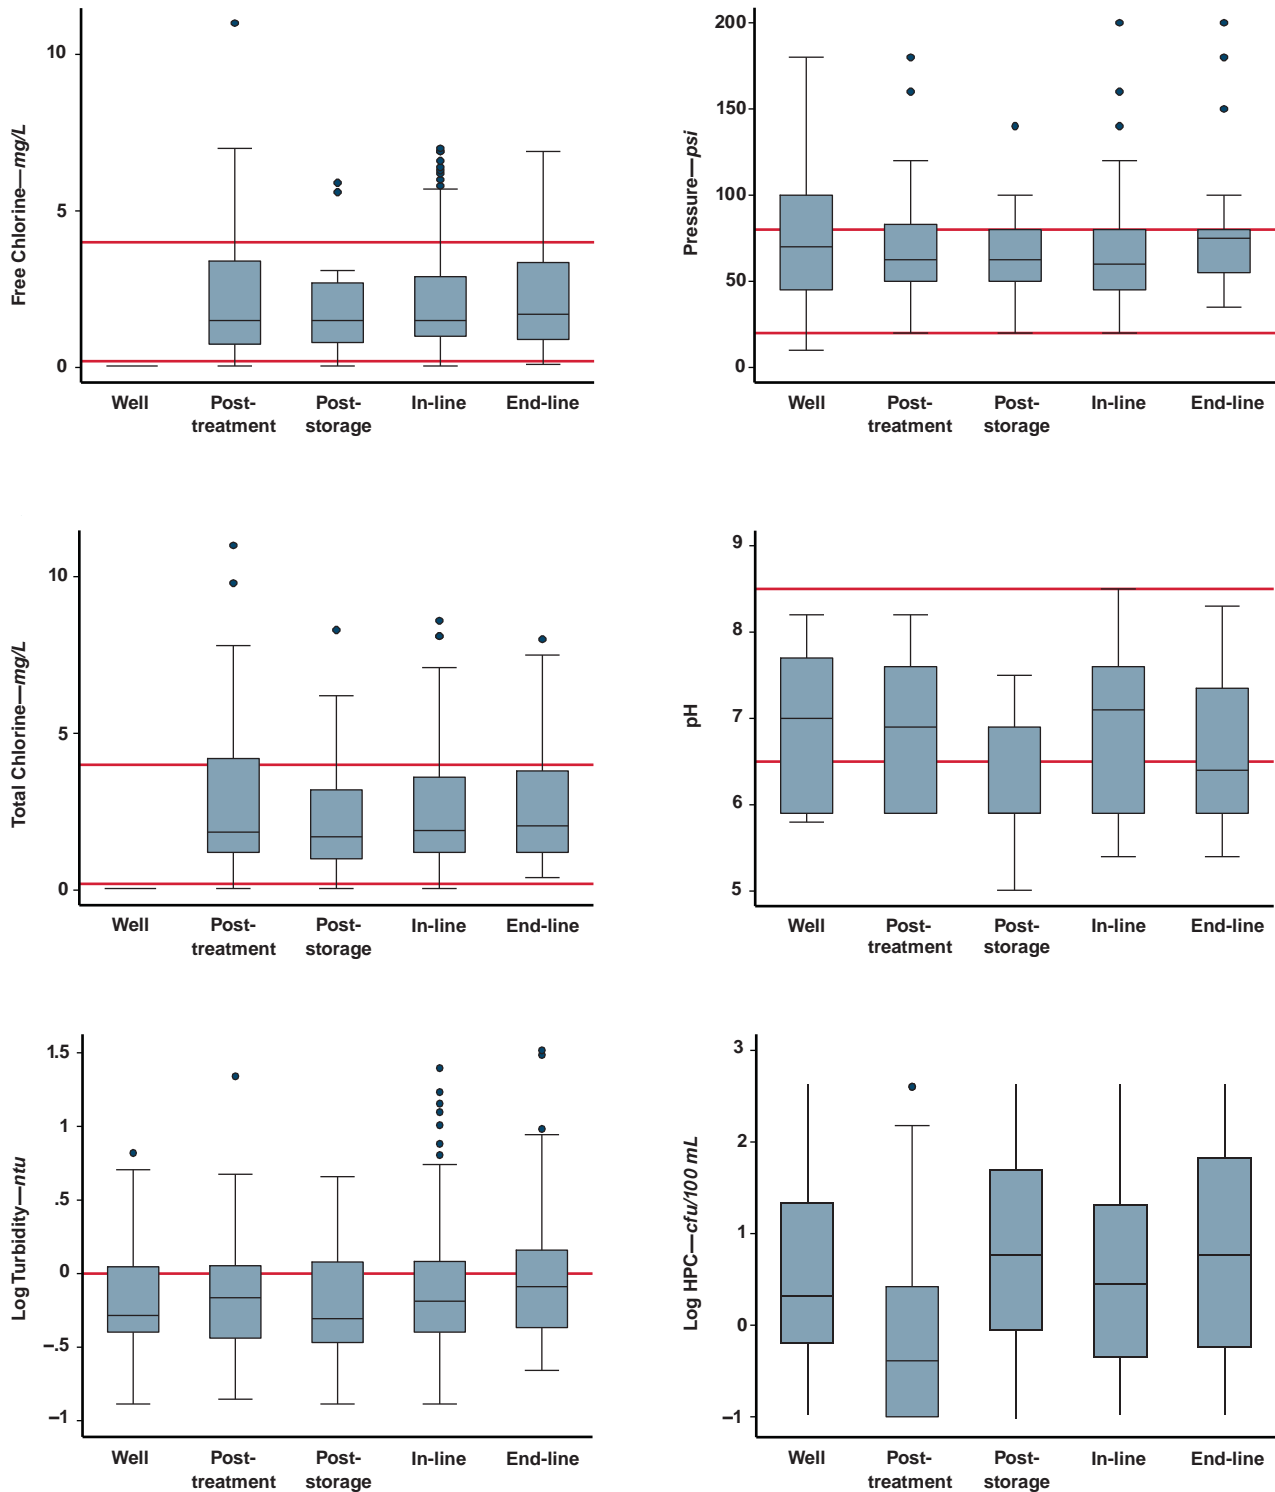 Free Chlorine—mg/L
10
5
0
Well
Post-
treatment
Post-
storage
In-line
End-line
Pressure—psi
200
150
100
50
0
Well
Post-
treatment
Post-
storage
In-line
End-line
Total Chlorine—mg/L
10
5
0
Well
Post-
treatment
Post-
storage
In-line
End-line
pH
9
8
7
6
5
Well
Post-
treatment
Post-
storage
In-line
End-line
Log Turbidity—ntu
1.5
1
.5
0
−.5
−1
Well
Post-
treatment
Post-
storage
In-line
End-line
Log HPC—cfu/100 mL
3
2
1
0
−1
Well
Post-
treatment
Post-
storage
In-line
End-line